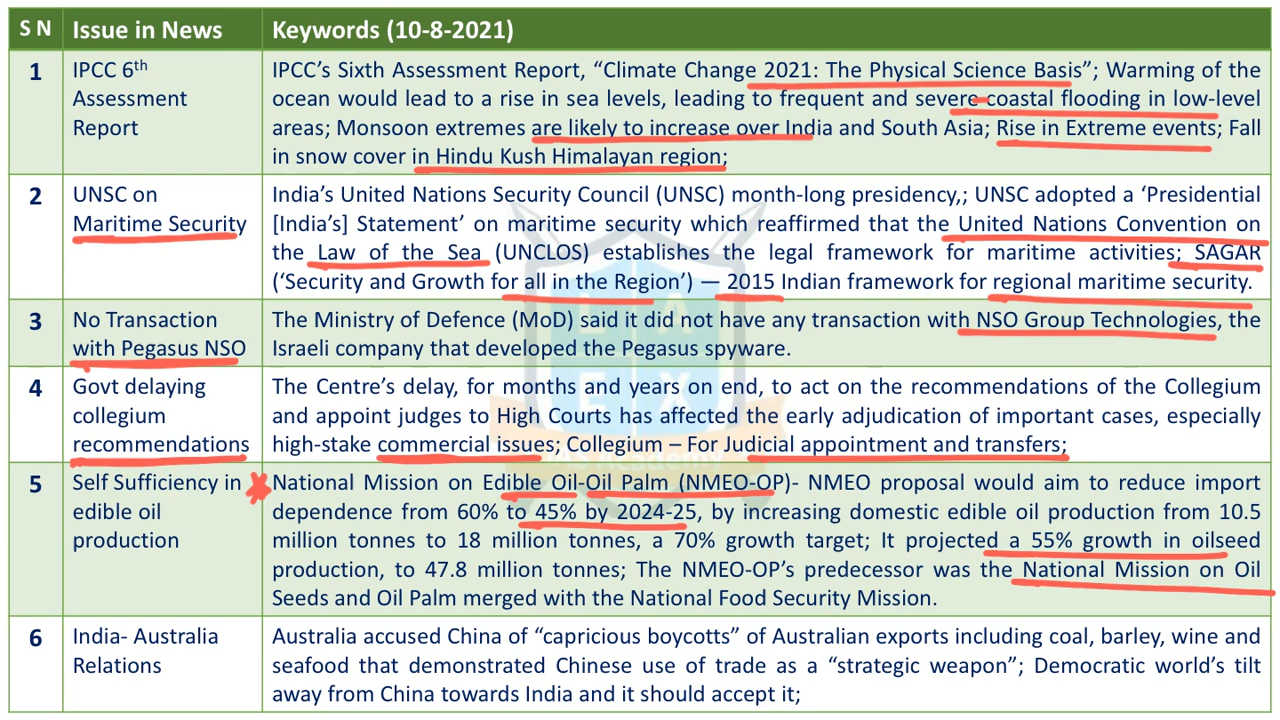 S N Issue in News Keywords (10-8-2021)
1 IPCC 6th IPCC's Sixth Assessment Report, “Climate Change 2021: The Physical Science Basis”; Warming of the
Assessment ocean would lead to a rise in sea levels, leading to frequent and severe coastal flooding in low-level
Report areas; Monsoon extremes are likely to increase over India and South Asia; Rise in Extreme events; Fall
in snow cover in Hindu Kush Himalayan region;
2 UNSC on India's United Nations Security Council (UNSC) month-long presidency,; UNSC adopted a ‘Presidential
Maritime Security [India's] Statement’ on maritime security which reaffirmed that the United Nations Convention on
the Law of the Sea (UNCLOS) establishes the legal framework for maritime activities; SAGAR
(‘Security and Growth for all in the Region’) — 2015 Indian framework for regional maritime security.
3 No Transaction The Ministry of Defence (MoD) said it did not have any transaction with NSO Group Technologies, the
with Pegasus NSO Israeli company that developed the Pegasus spyware.
4 Govt delaying The Centre's delay, for months and years on end, to act on the recommendations of the Collegium
collegium and appoint judges to High Courts has affected the early adjudication of important cases, especially
recommendations high-stake commercial issues; Collegium – For Judicial appointment and transfers;
5 Self Sufficiency in National Mission on Edible Oil-Oil Palm (NMEO-OP)- NMEO proposal would aim to reduce import
edible oil dependence from 60% to 45% by 2024-25, by increasing domestic edible oil production from 10.5
production million tonnes to 18 million tonnes, a 70% growth target; It projected a 55% growth in oilseed
production, to 47.8 million tonnes; The NMEO-OP's predecessor was the National Mission on Oil
Seeds and Oil Palm merged with the National Food Security Mission.
6 India- Australia Australia accused China of “capricious boycotts” of Australian exports including coal, barley, wine and
Relations seafood that demonstrated Chinese use of trade as a “strategic weapon”; Democratic world's tilt
away from China towards India and it should accept it;